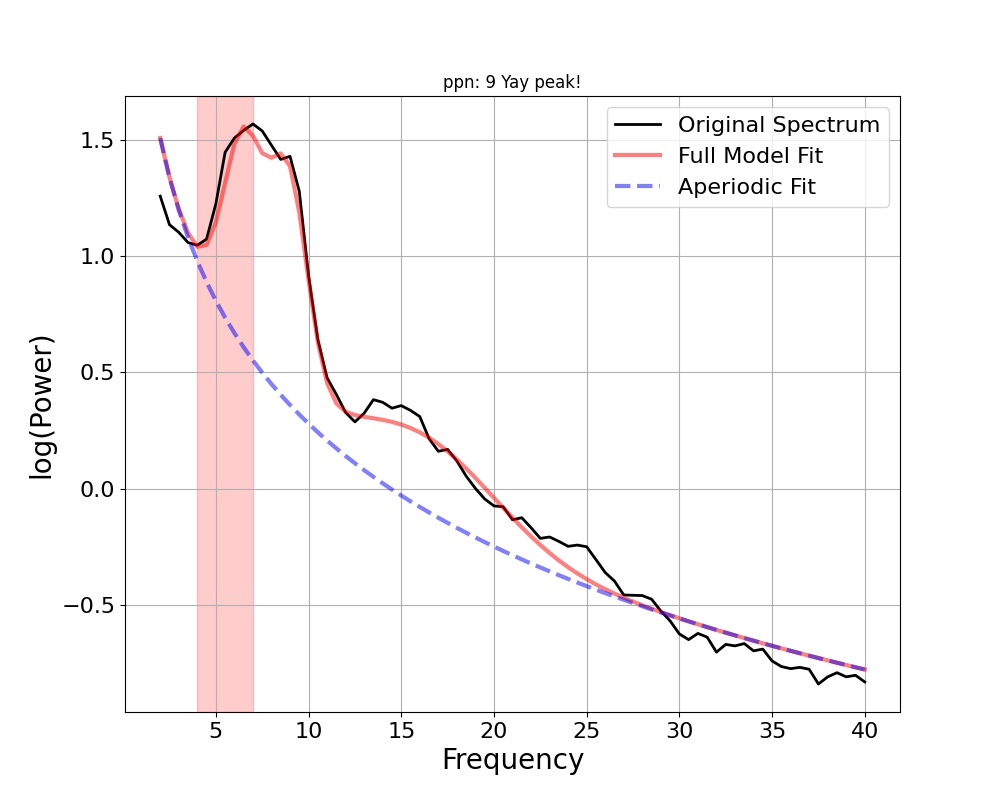 ppn: 9 Yay peak!
Original Spectrum
Full Model Fit
Aperiodic Fit
log(Power)
1.5
1.0
0.5
0.0
−0.5
5 10 15 20 25 30 35 40
Frequency